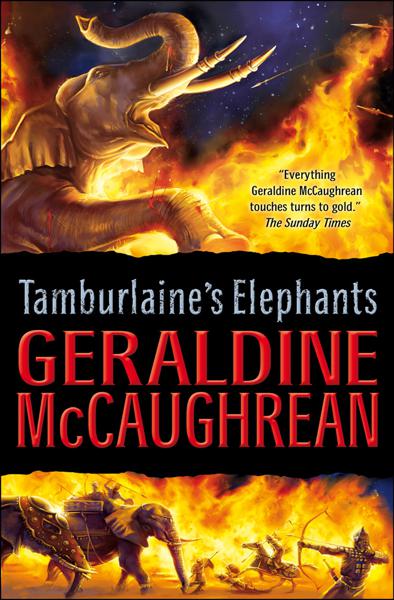 "Everything
Geraldine McCaughrean
touches turns to gold."
The Sunday Times
Tamburlaine's Elephants
GERALDINE
McCAUGHREAN